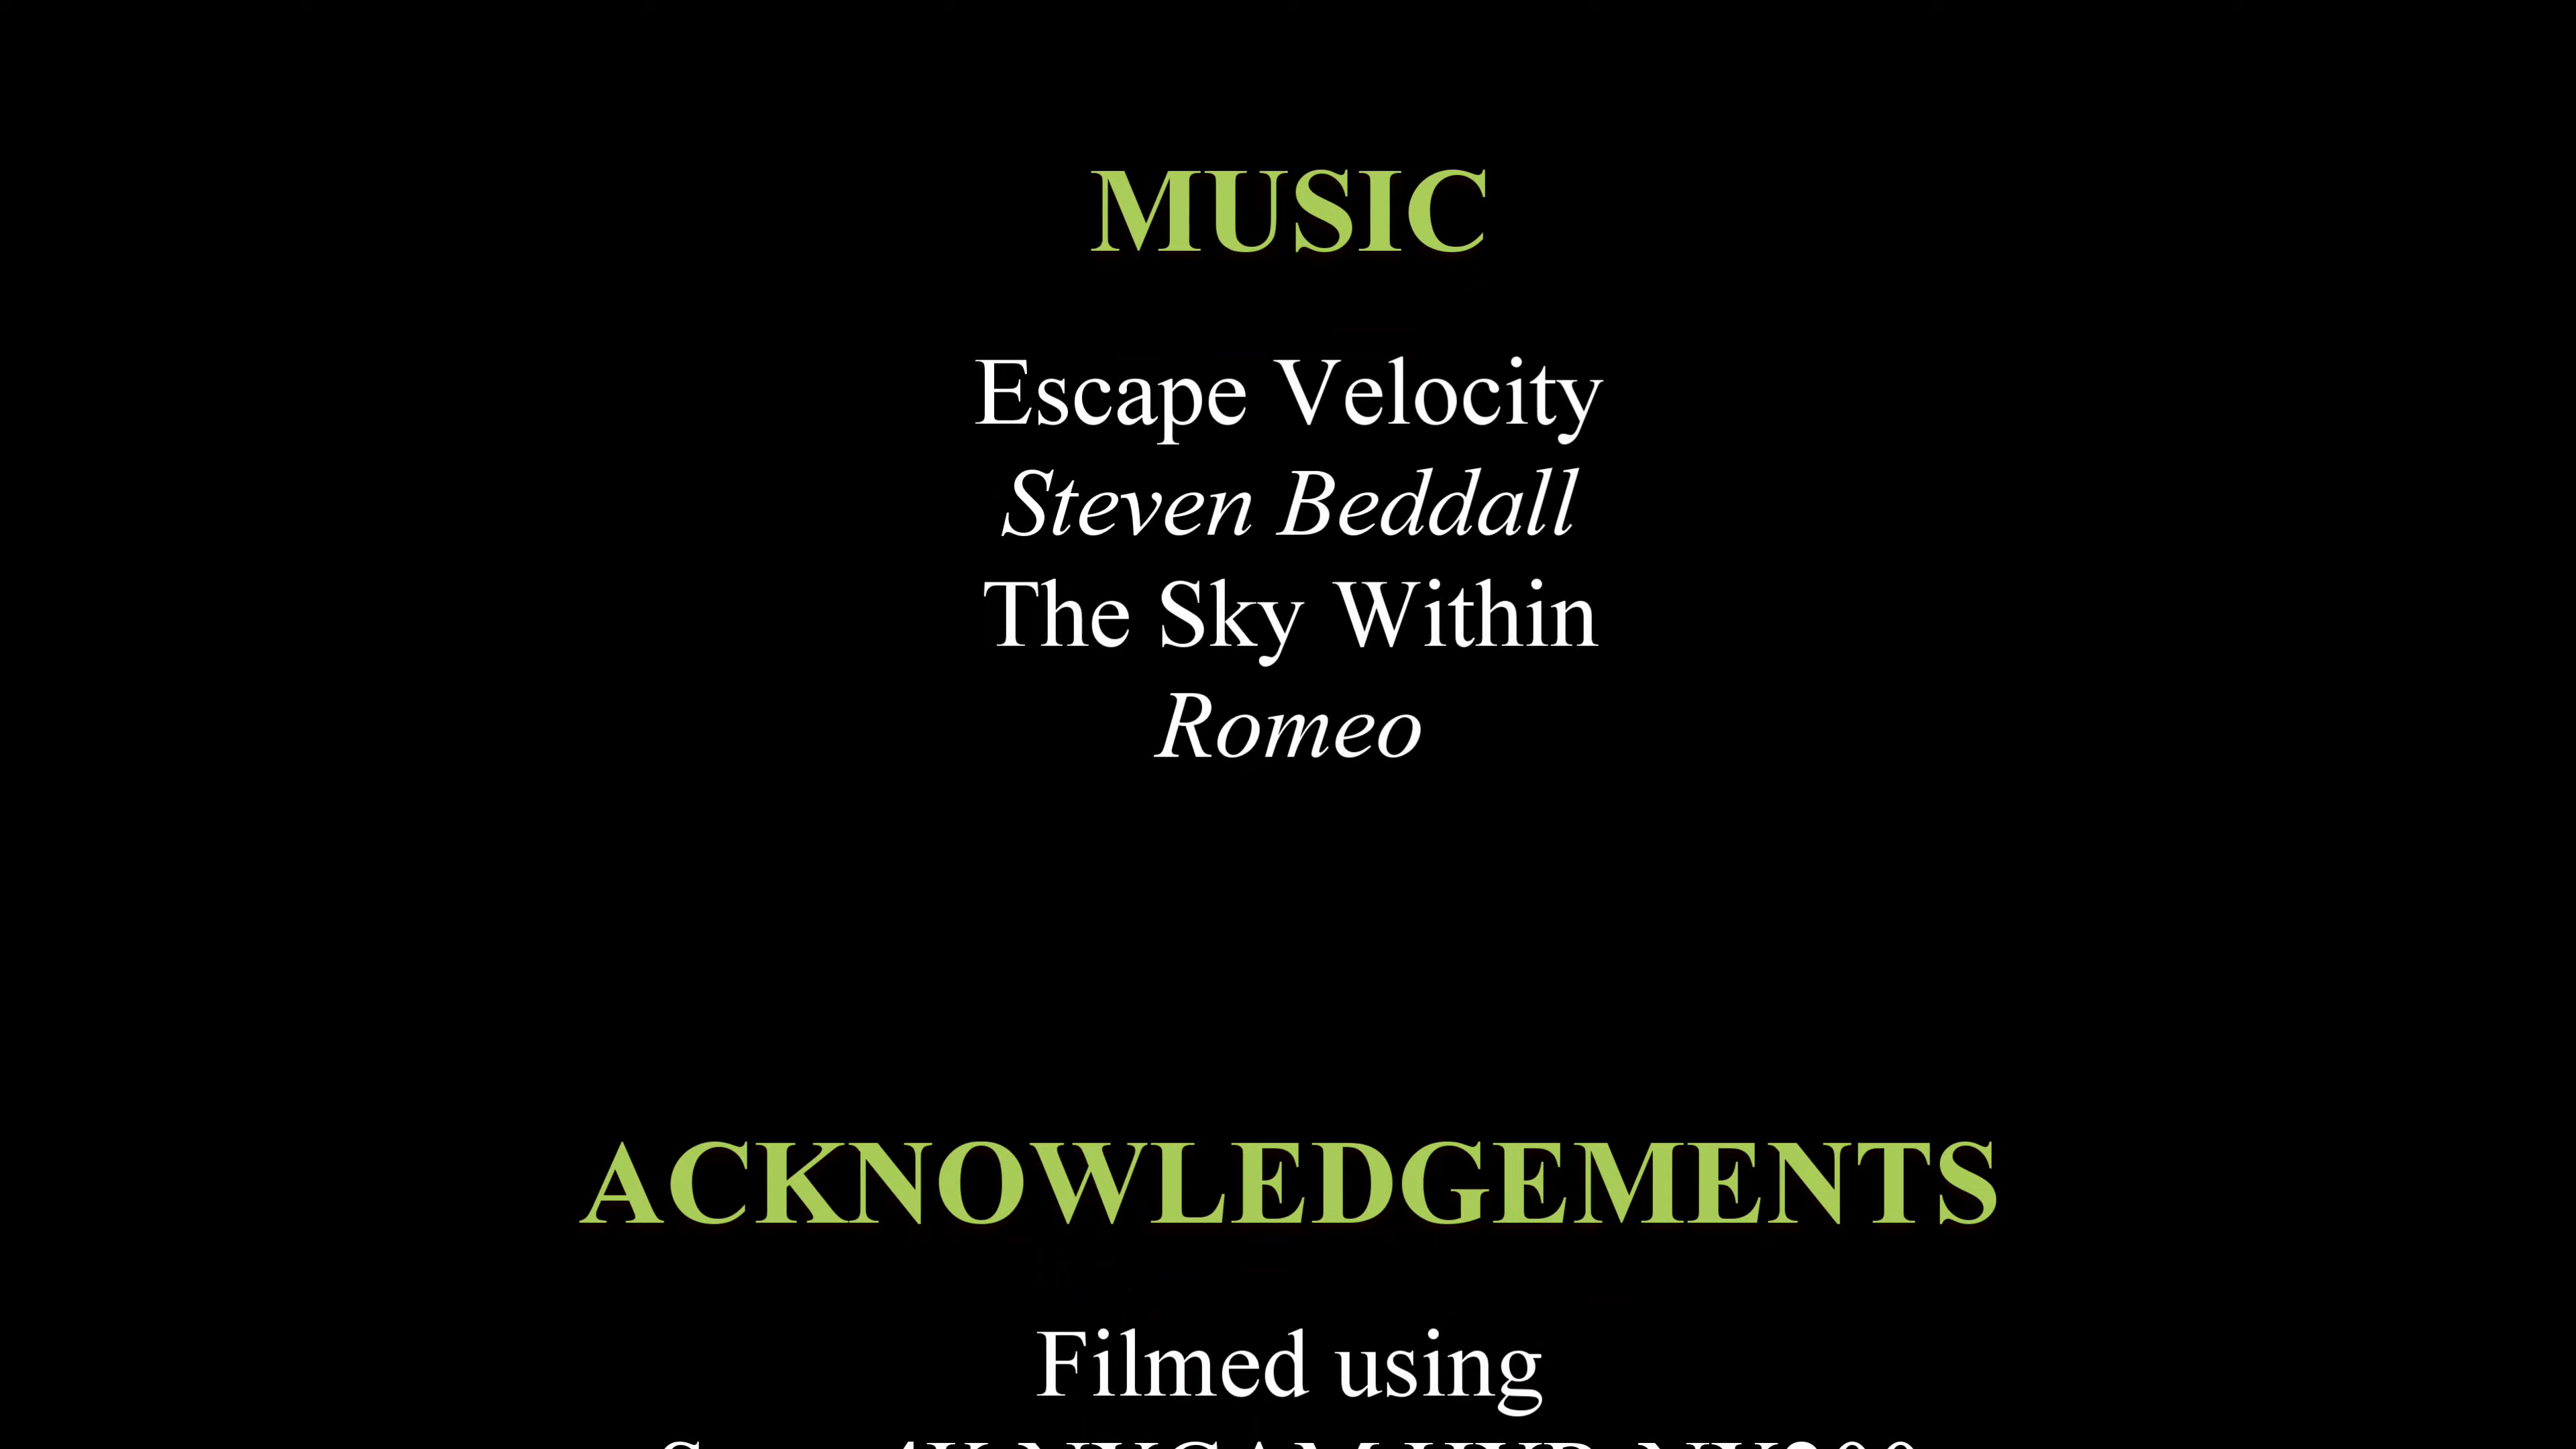 MUSIC
Escape Velocity
Steven Beddall
The Sky Within
Romeo
ACKNOWLEDGEMENTS
Filmed using